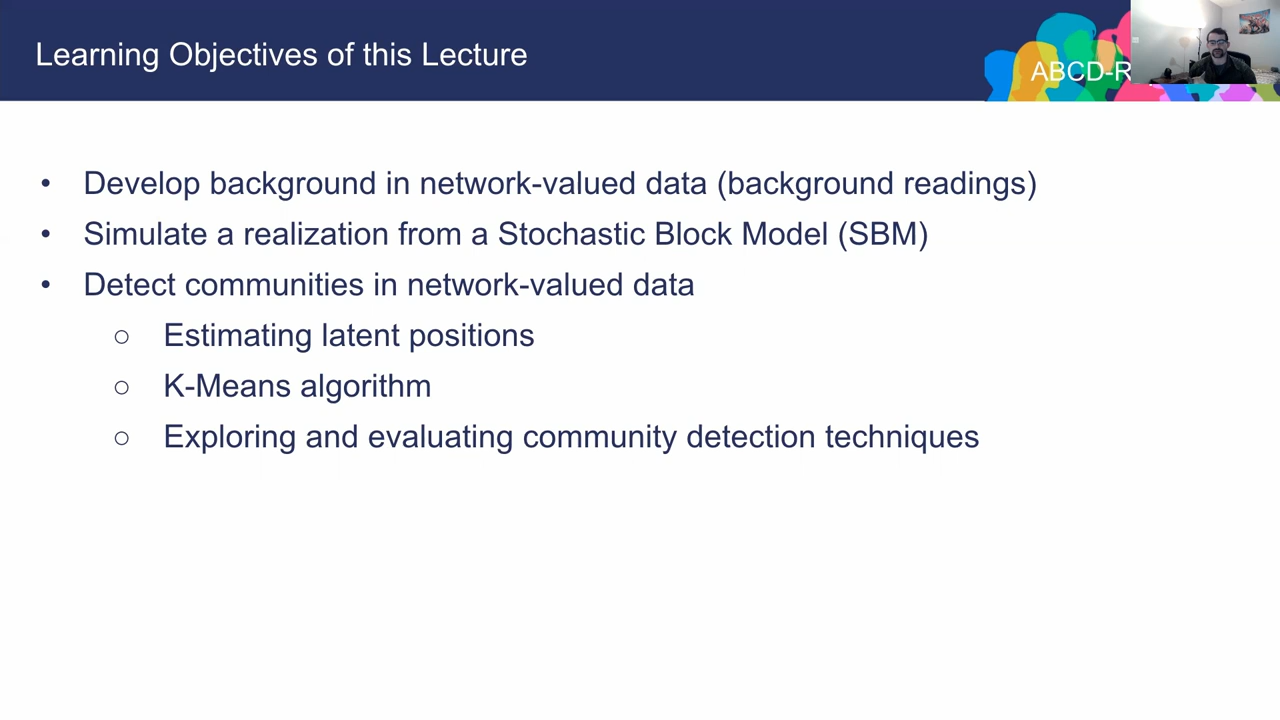 Learning Objectives of this Lecture
ABCD-R
• Develop background in network-valued data (background readings)
• Simulate a realization from a Stochastic Block Model (SBM)
• Detect communities in network-valued data
○ Estimating latent positions
○ K-Means algorithm
○ Exploring and evaluating community detection techniques